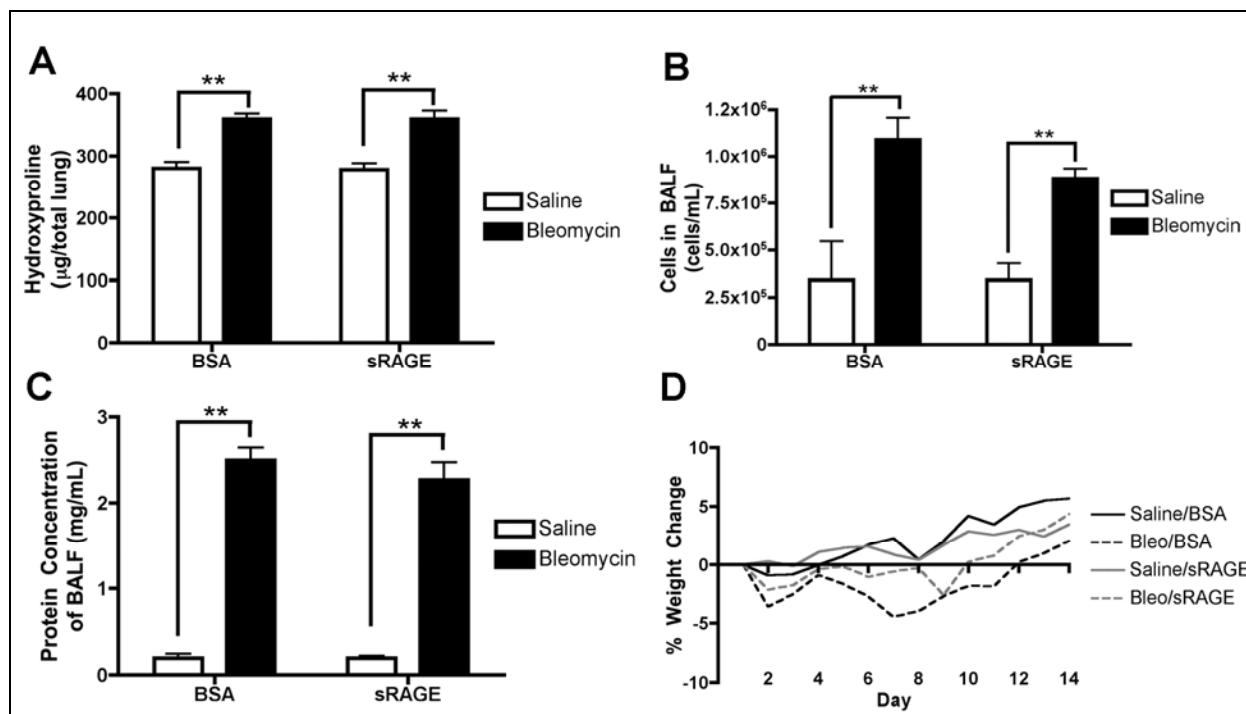 A
Hydroxyproline
(µg/total lung)
400
300
200
100
0
**
**
BSA
sRAGE
Saline
Bleomycin
B
Cells in BALF
(cells/mL)
1.2x10⁶
1.0x10⁶
7.5x10⁵
5.0x10⁵
2.5x10⁵
0
**
**
BSA
sRAGE
Saline
Bleomycin
C
Protein Concentration
of BALF (mg/mL)
3
2
1
0
**
**
BSA
sRAGE
Saline
Bleomycin
D
% Weight Change
10
5
0
-5
-10
2 4 6 8 10 12 14
Day
Saline/BSA
Bleo/BSA
Saline/sRAGE
Bleo/sRAGE